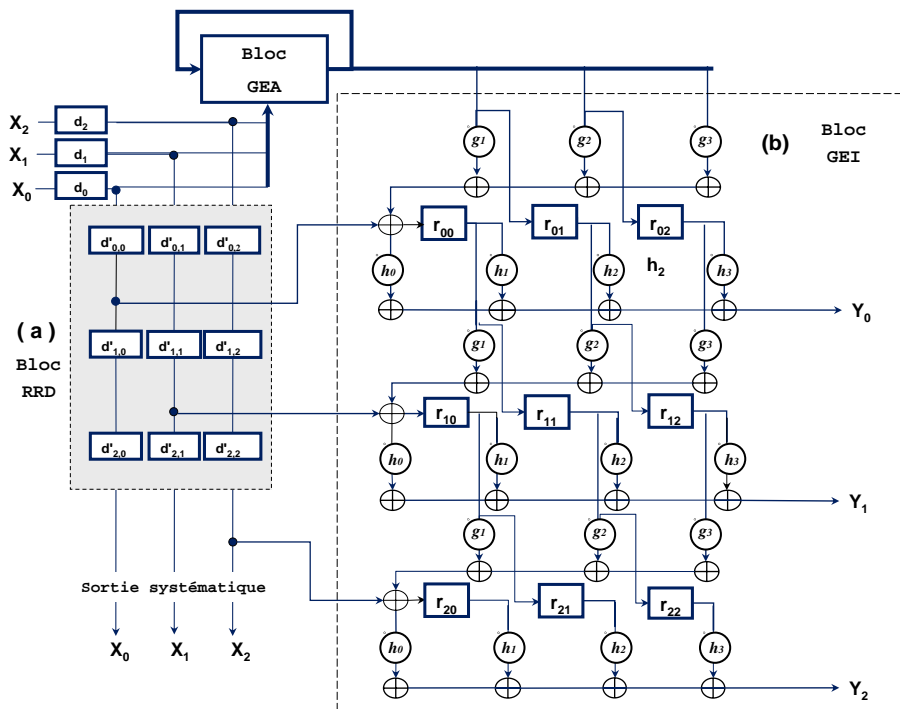 Bloc
GEA
X2 d2
X1 d1
X0 d0
(b) Bloc
GEI
g1 g2 g3
d'0,0 d'0,1 d'0,2
r00 r01 r02
h0 h1 h2 h2 h3
Y0
( a )
Bloc
RRD
d'1,0 d'1,1 d'1,2
g1 g2 g3
r10 r11 r12
d'2,0 d'2,1 d'2,2
h0 h1 h2 h3
Y1
g1 g2 g3
Sortie systématique
r20 r21 r22
X0 X1 X2
h0 h1 h2 h3
Y2